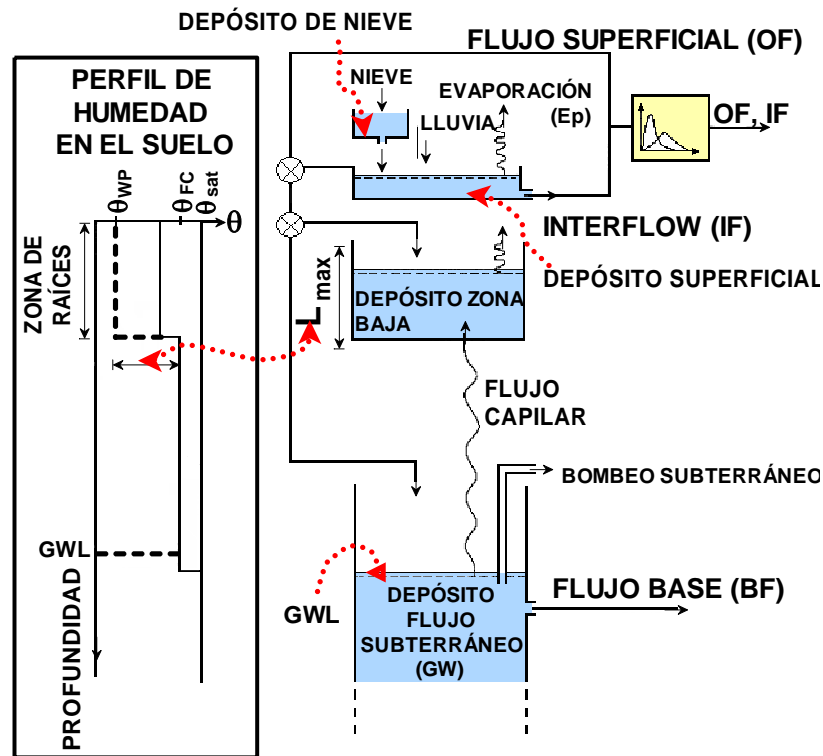 DEPÓSITO DE NIEVE
FLUJO SUPERFICIAL (OF)
PERFIL DE
HUMEDAD
EN EL SUELO
NIEVE
EVAPORACIÓN
(Ep)
LLUVIA
OF, IF
θWP
θFC
θsat
θ
ZONA DE
RAÍCES
INTERFLOW (IF)
DEPÓSITO SUPERFICIAL
Lmax
DEPÓSITO ZONA
BAJA
FLUJO
CAPILAR
BOMBEO SUBTERRÁNEO
GWL
PROFUNDIDAD
GWL
DEPÓSITO
FLUJO
SUBTERRÁNEO
(GW)
FLUJO BASE (BF)